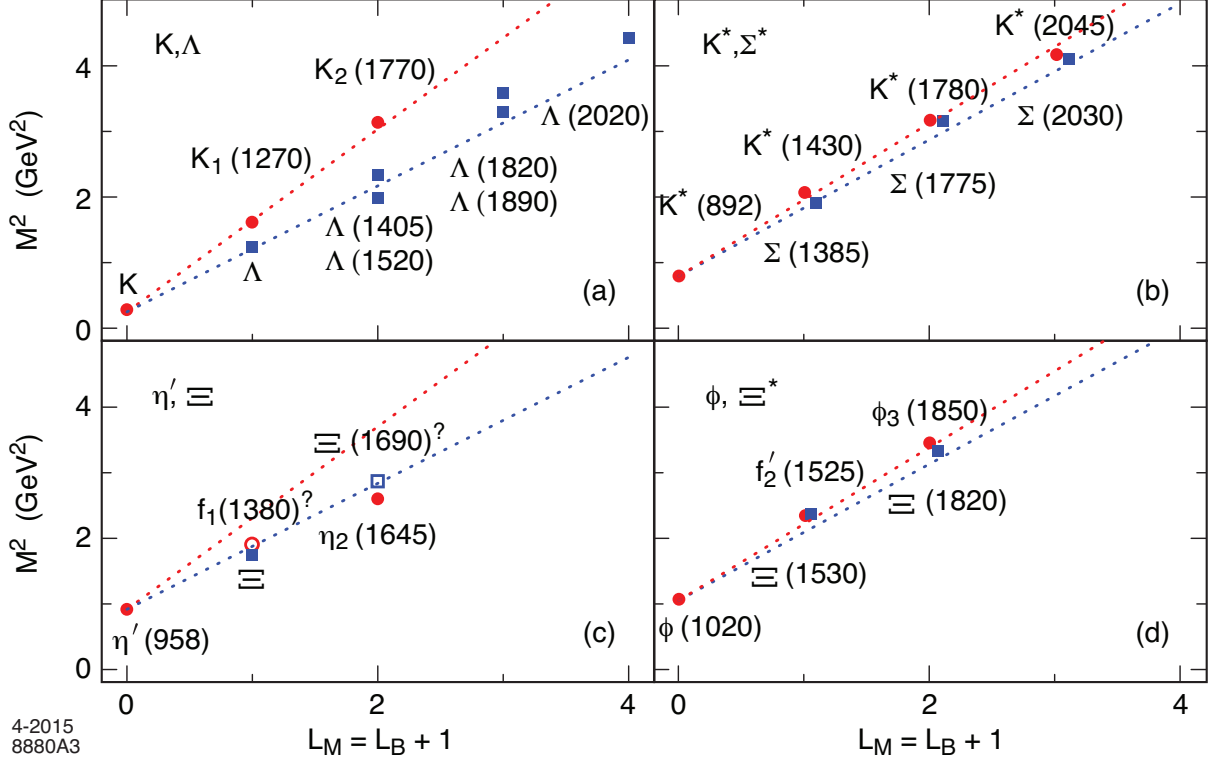 K,Λ
K₂ (1770)
K₁ (1270)
Λ (2020)
Λ (1820)
Λ (1890)
Λ (1405)
Λ (1520)
Λ
K
(a)
M² (GeV²)
4
2
0
K*,Σ*
K* (2045)
K* (1780)
K* (1430)
K* (892)
Σ (2030)
Σ (1775)
Σ (1385)
(b)
η′, Ξ
Ξ (1690)?
f₁(1380)?
η₂ (1645)
Ξ
η′ (958)
(c)
M² (GeV²)
4
2
0
ϕ, Ξ*
ϕ₃ (1850)
f₂′ (1525)
Ξ (1820)
Ξ (1530)
ϕ (1020)
(d)
0 2 4
0 2 4
L_M = L_B + 1
L_M = L_B + 1
4-2015
8880A3